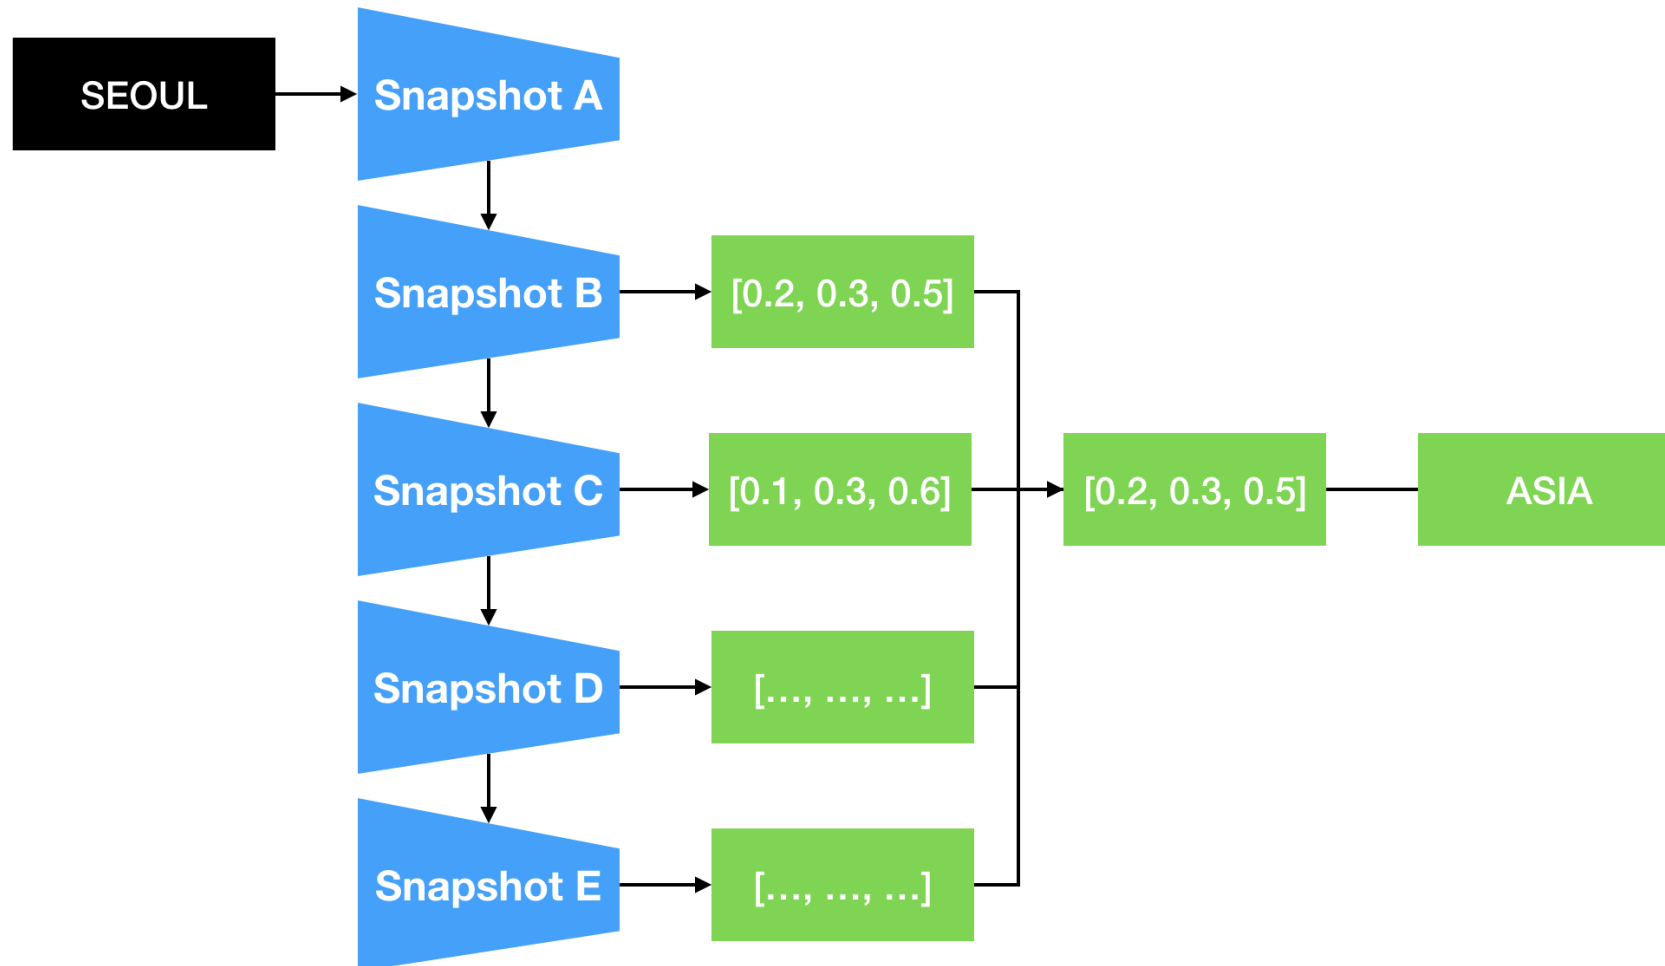 SEOUL
Snapshot A
Snapshot B
[0.2, 0.3, 0.5]
Snapshot C
[0.1, 0.3, 0.6]
[0.2, 0.3, 0.5]
ASIA
Snapshot D
[..., ..., ...]
Snapshot E
[..., ..., ...]